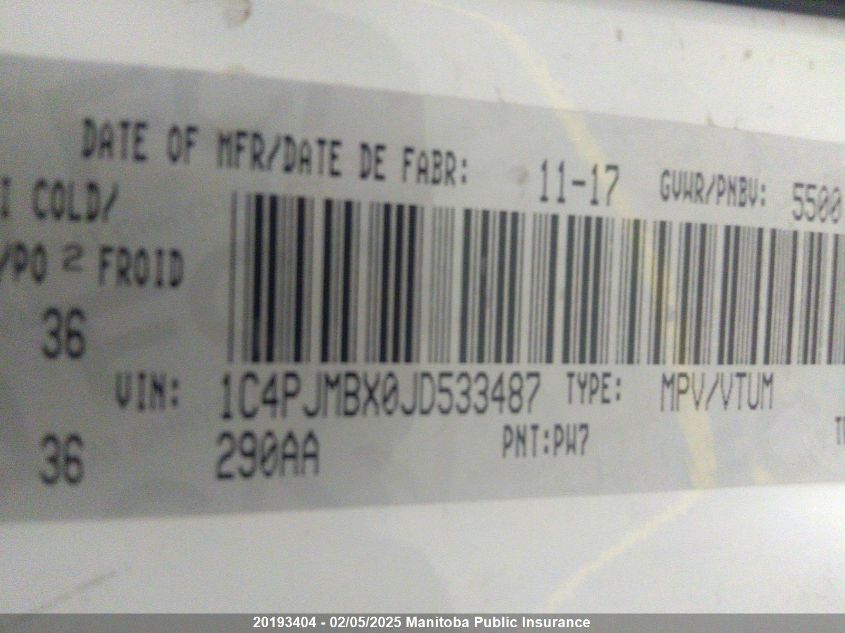 DATE OF MFR/DATE DE FABR: 11-17 GVWR/PNBV: 5500
I COLD/
/PO 2 FROID
36
VIN: 1C4PJMBX0JD533487 TYPE: MPV/VTUM
36 290AA PNT:PW7
20193404 - 02/05/2025 Manitoba Public Insurance